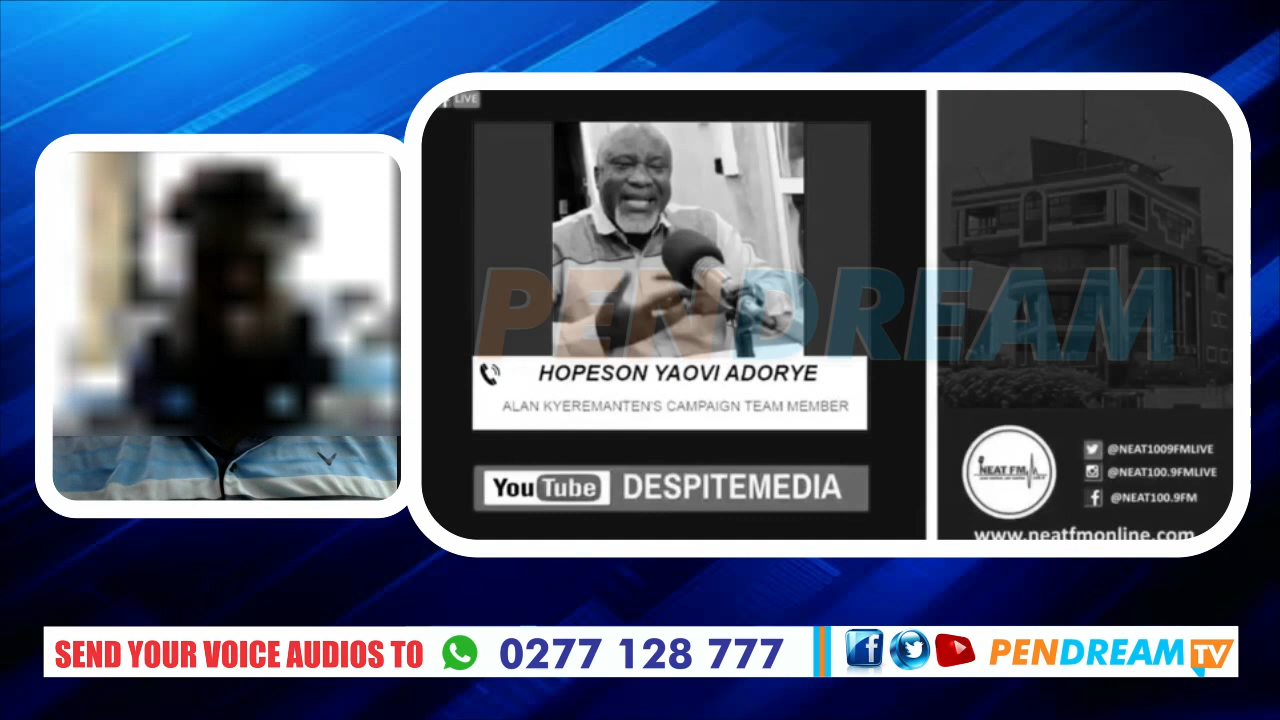 LIVE
PENDREAM
HOPESON YAOVI ADORYE
ALAN KYEREMANTEN'S CAMPAIGN TEAM MEMBER
YouTube DESPITEMEDIA
NEAT FM
@NEAT1009FMLIVE
@NEAT100.9FMLIVE
@NEAT100.9FM
www.neatfmonline.com
SEND YOUR VOICE AUDIOS TO 0277 128 777 PENDREAM TV